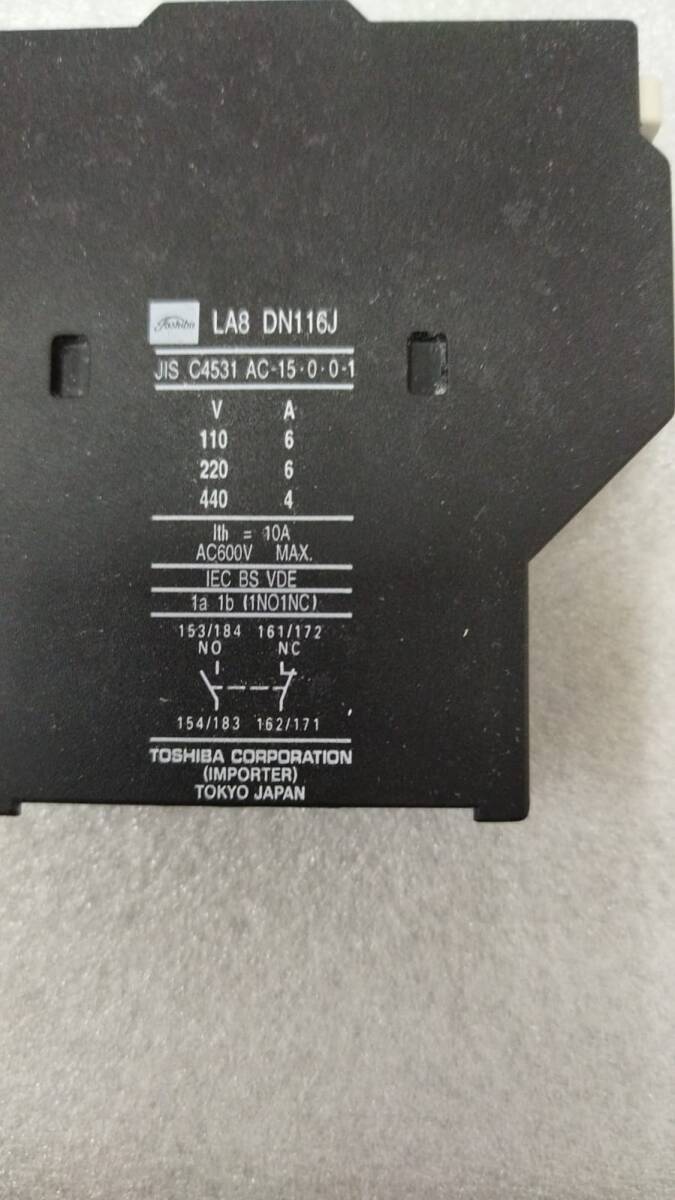 Toshiba LA8 DN116J
JIS C4531 AC-15·0·0-1
V A
110 6
220 6
440 4
Ith = 10A
AC600V MAX.
IEC BS VDE
1a 1b (1NO1NC)
153/184 161/172
NO NC
154/183 162/171
TOSHIBA CORPORATION
(IMPORTER)
TOKYO JAPAN